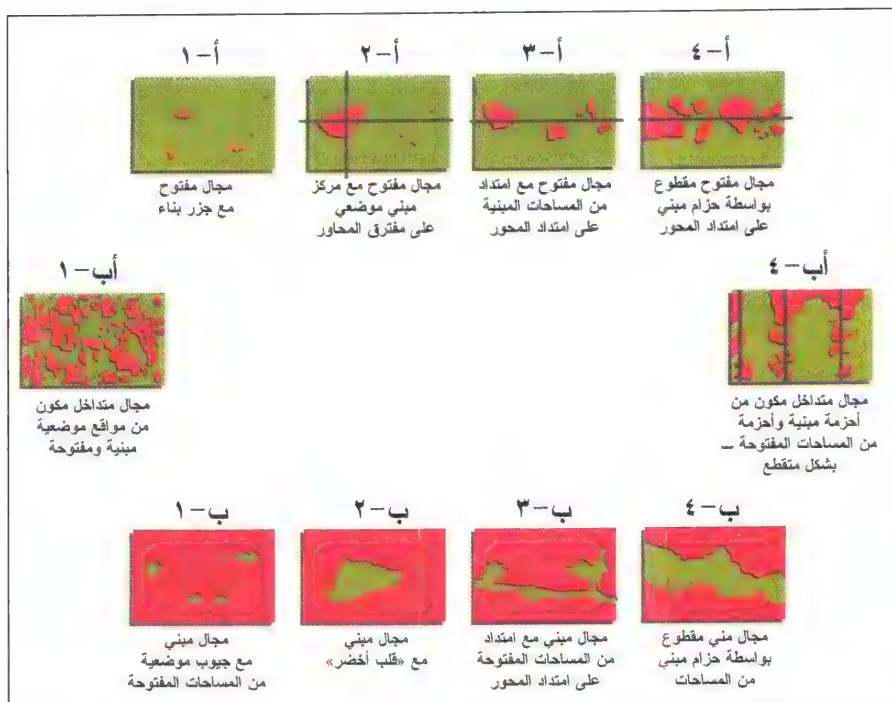 أ-١
مجال مفتوح
مع جزر بناء
أ-٢
مجال مفتوح مع مركز
مبني موضعي
على مفترق المحاور
أ-٣
مجال مفتوح مع امتداد
من المساحات المبنية
على امتداد المحور
أ-٤
مجال مفتوح مقطوع
بواسطة حزام مبني
على امتداد المحور
أب-١
مجال متداخل مكون
من مواقع موضعية
مبنية ومفتوحة
أب-٤
مجال متداخل مكون من
أحزمة مبنية وأحزمة
من المساحات المفتوحة ــ
بشكل متقطع
ب-١
مجال مبني
مع جيوب موضعية
من المساحات المفتوحة
ب-٢
مجال مبني
مع «قلب أخضر»
ب-٣
مجال مبني مع امتداد
من المساحات المفتوحة
على امتداد المحور
ب-٤
مجال مني مقطوع
بواسطة حزام مبني
من المساحات